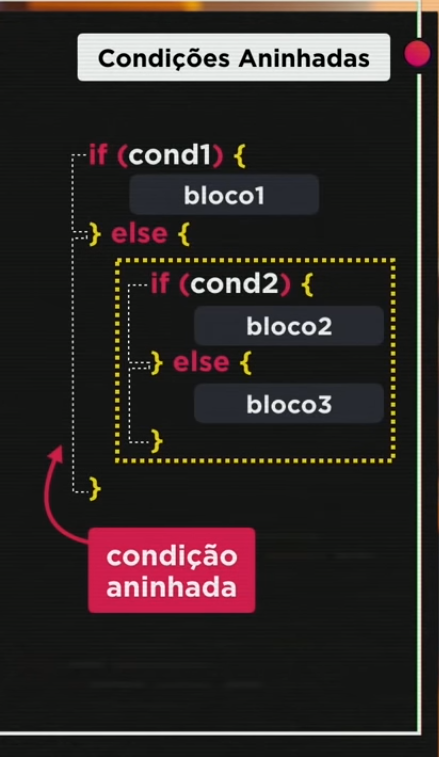 Condições Aninhadas
if (cond1) {
bloco1
} else {
if (cond2) {
bloco2
} else {
bloco3
}
}
condição
aninhada